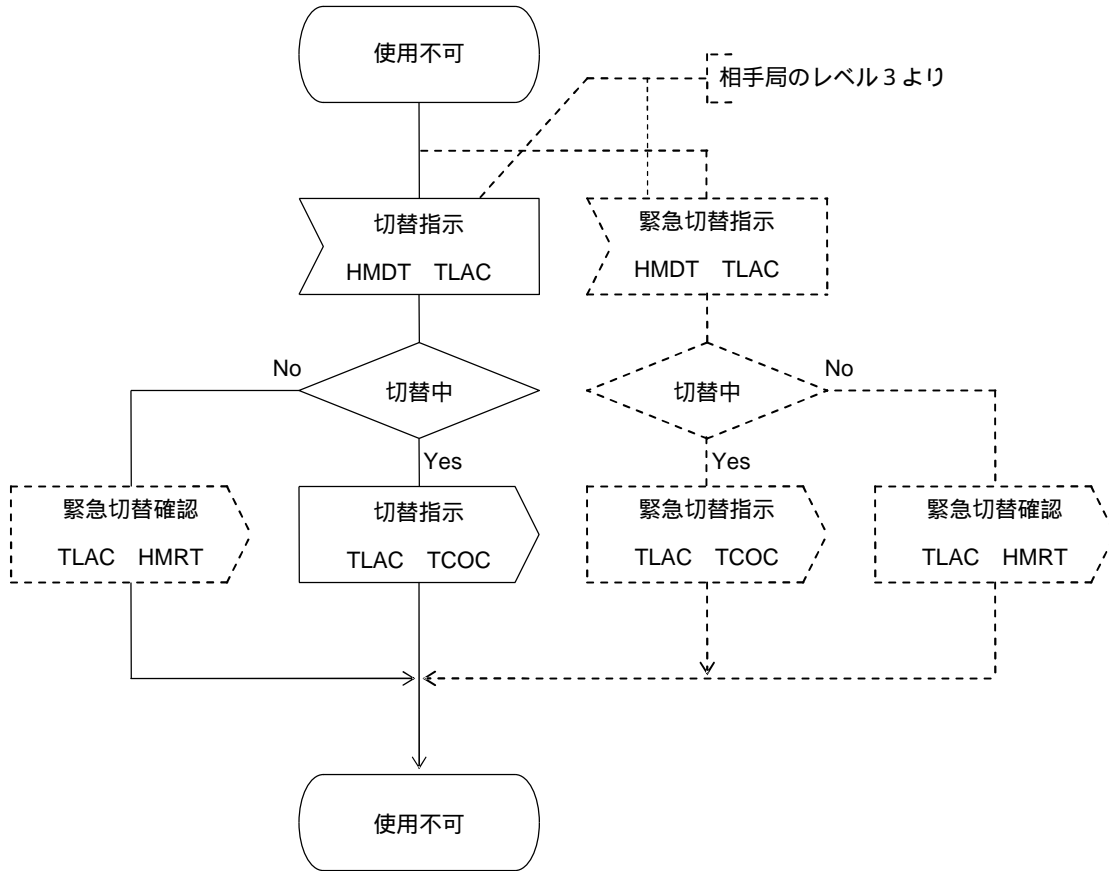 使用不可
相手局のレベル3より
切替指示
HMDT TLAC
緊急切替指示
HMDT TLAC
No
切替中
Yes
切替中
No
Yes
緊急切替確認
TLAC HMRT
切替指示
TLAC TCOC
緊急切替指示
TLAC TCOC
緊急切替確認
TLAC HMRT
使用不可